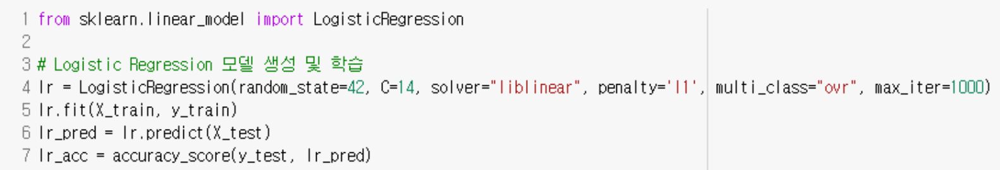 1 from sklearn.linear_model import LogisticRegression
2
3 # Logistic Regression 모델 생성 및 학습
4 lr = LogisticRegression(random_state=42, C=14, solver="liblinear", penalty='l1', multi_class="ovr", max_iter=1000)
5 lr.fit(X_train, y_train)
6 lr_pred = lr.predict(X_test)
7 lr_acc = accuracy_score(y_test, lr_pred)